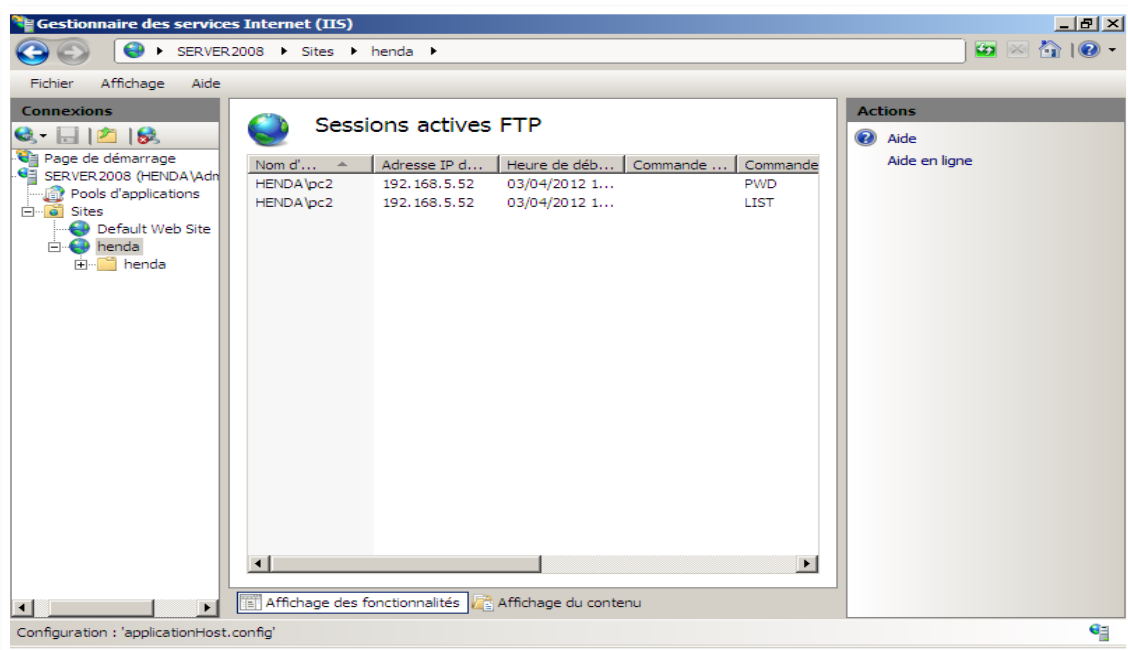 Gestionnaire des services Internet (IIS)
SERVER2008 Sites henda
Fichier Affichage Aide
Connexions
Page de démarrage
SERVER2008 (HENDA\Adn
Pools d'applications
Sites
Default Web Site
henda
henda
Sessions actives FTP
Nom d'... Adresse IP d... Heure de déb... Commande ... Commande
HENDA\pc2 192.168.5.52 03/04/2012 1... PWD
HENDA\pc2 192.168.5.52 03/04/2012 1... LIST
Affichage des fonctionnalités Affichage du contenu
Actions
Aide
Aide en ligne
Configuration : 'applicationHost.config'